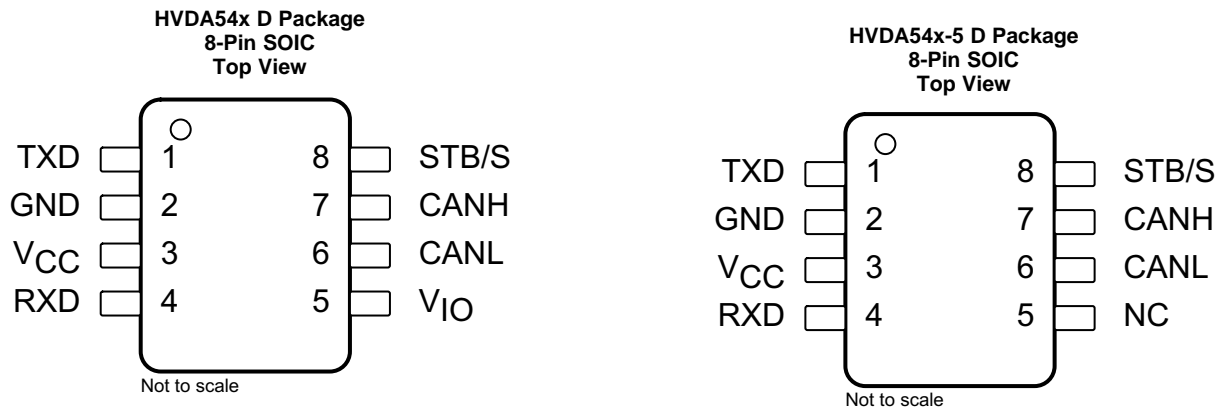 HVDA54x D Package
8-Pin SOIC
Top View
TXD 1 8 STB/S
GND 2 7 CANH
VCC 3 6 CANL
RXD 4 5 VIO
Not to scale
HVDA54x-5 D Package
8-Pin SOIC
Top View
TXD 1 8 STB/S
GND 2 7 CANH
VCC 3 6 CANL
RXD 4 5 NC
Not to scale